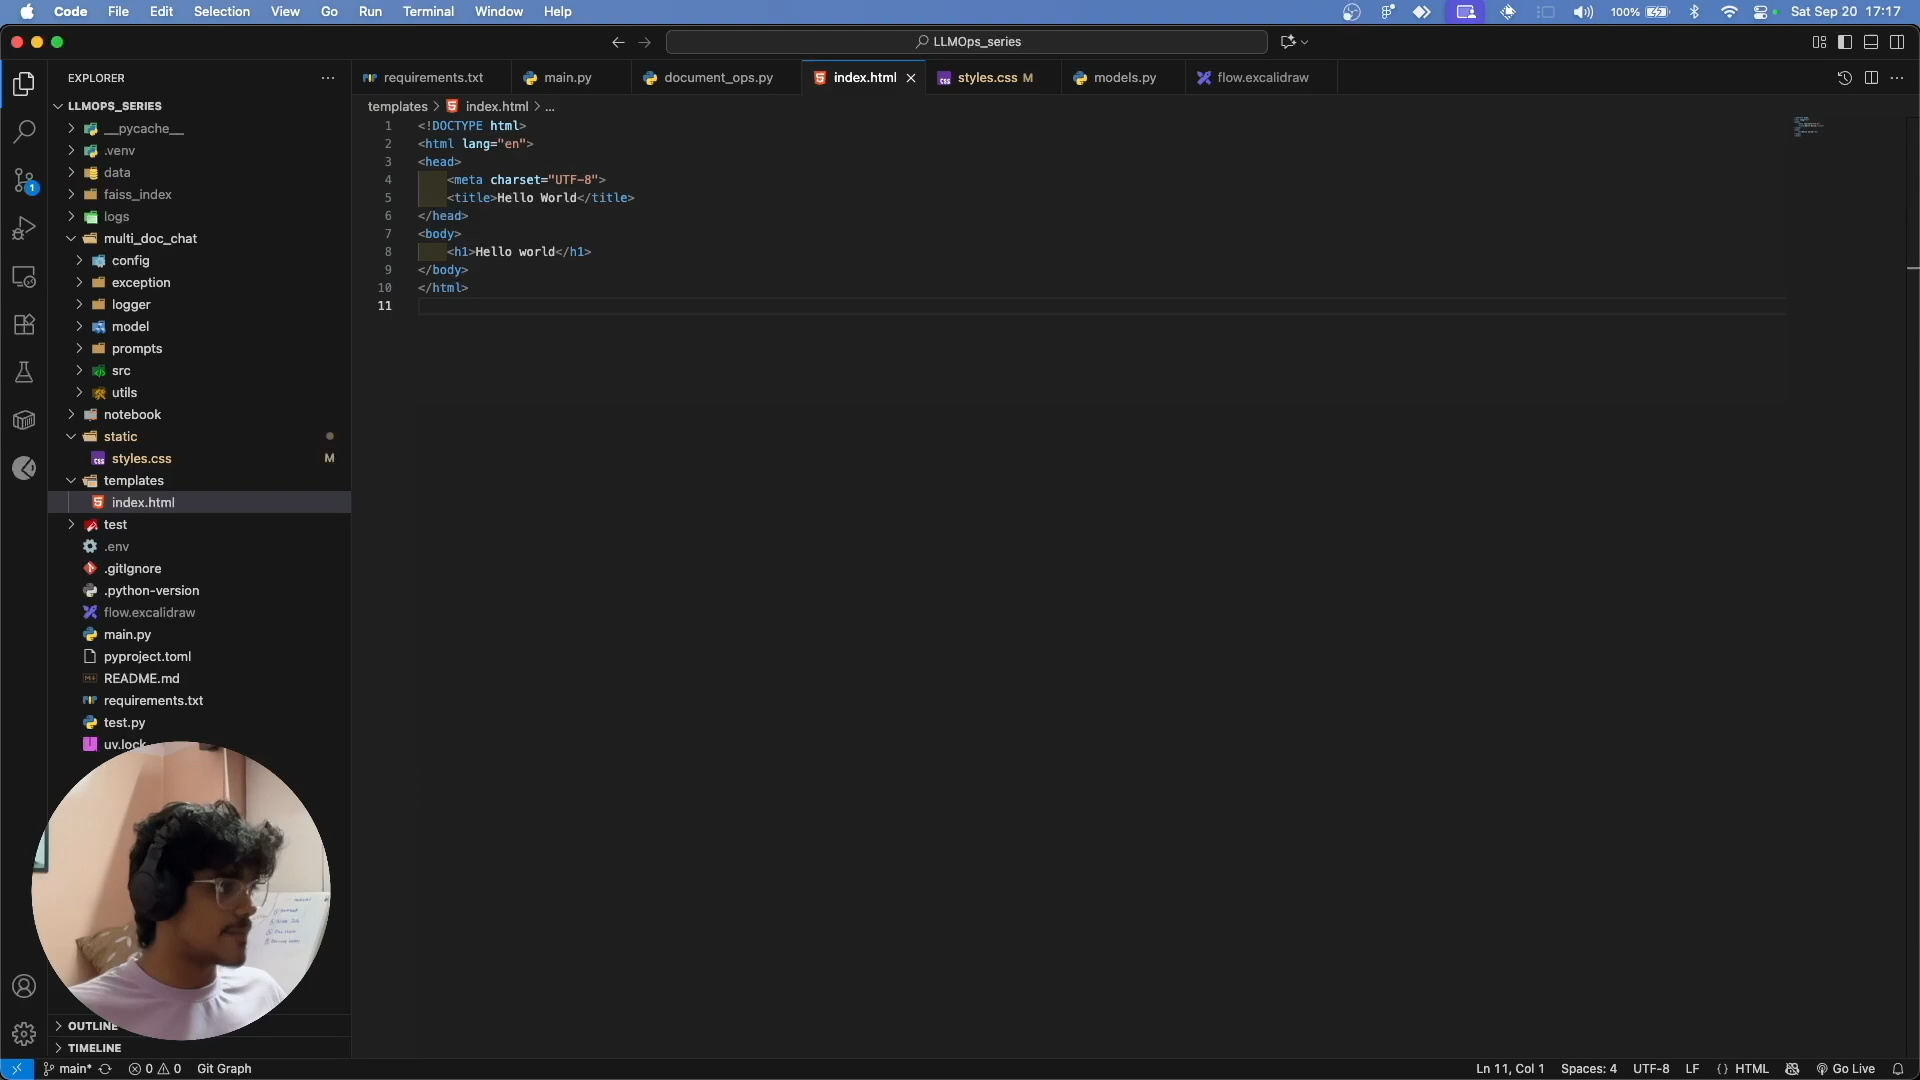 Code File Edit Selection View Go Run Terminal Window Help
100% Sat Sep 20 17:17
LLMOps_series
EXPLORER
LLMOPS_SERIES
__pycache__
.venv
data
faiss_index
logs
multi_doc_chat
config
exception
logger
model
prompts
src
utils
notebook
static
styles.css M
templates
index.html
test
.env
.gitIgnore
.python-version
flow.excalidraw
main.py
pyproject.toml
README.md
requirements.txt
test.py
uv.lock
OUTLINE
TIMELINE
1
requirements.txt main.py document_ops.py index.html styles.css M models.py flow.excalidraw
templates > index.html > ...
1 <!DOCTYPE html>
2 <html lang="en">
3 <head>
4 <meta charset="UTF-8">
5 <title>Hello World</title>
6 </head>
7 <body>
8 <h1>Hello world</h1>
9 </body>
10 </html>
11
main* 0 0 Git Graph
Ln 11, Col 1 Spaces: 4 UTF-8 LF {} HTML Go Live